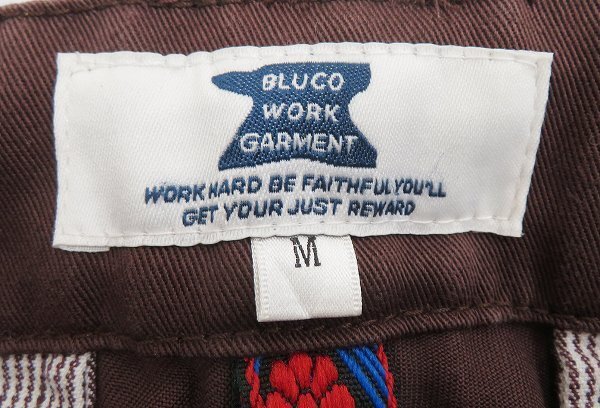 BLUCO
WORK
GARMENT
WORK HARD BE FAITHFUL YOU'LL
GET YOUR JUST REWARD
M